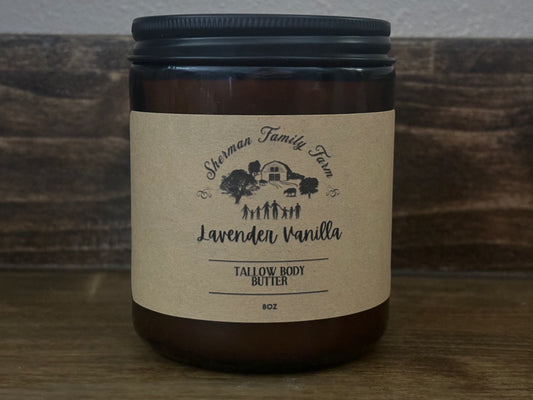 Sherman Family Farm
Lavender Vanilla
TALLOW BODY
BUTTER
8OZ